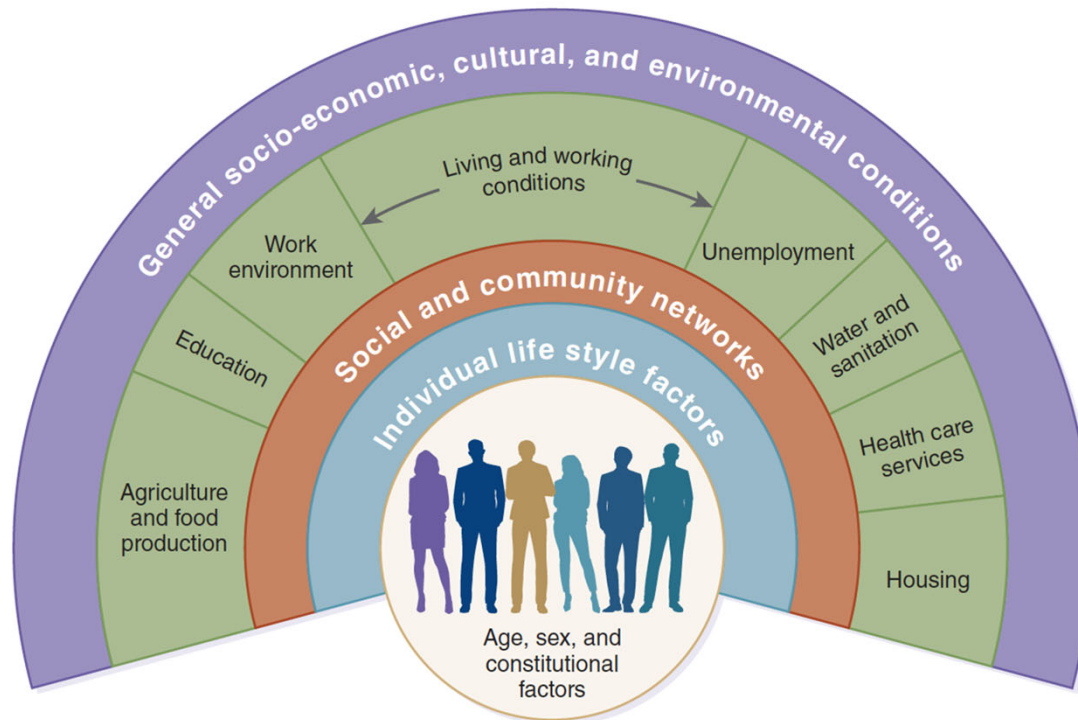 General socio-economic, cultural, and environmental conditions
Living and working
conditions
Work
environment
Unemployment
Education
Water and
sanitation
Agriculture
and food
production
Health care
services
Housing
Social and community networks
Individual life style factors
Age, sex, and
constitutional
factors